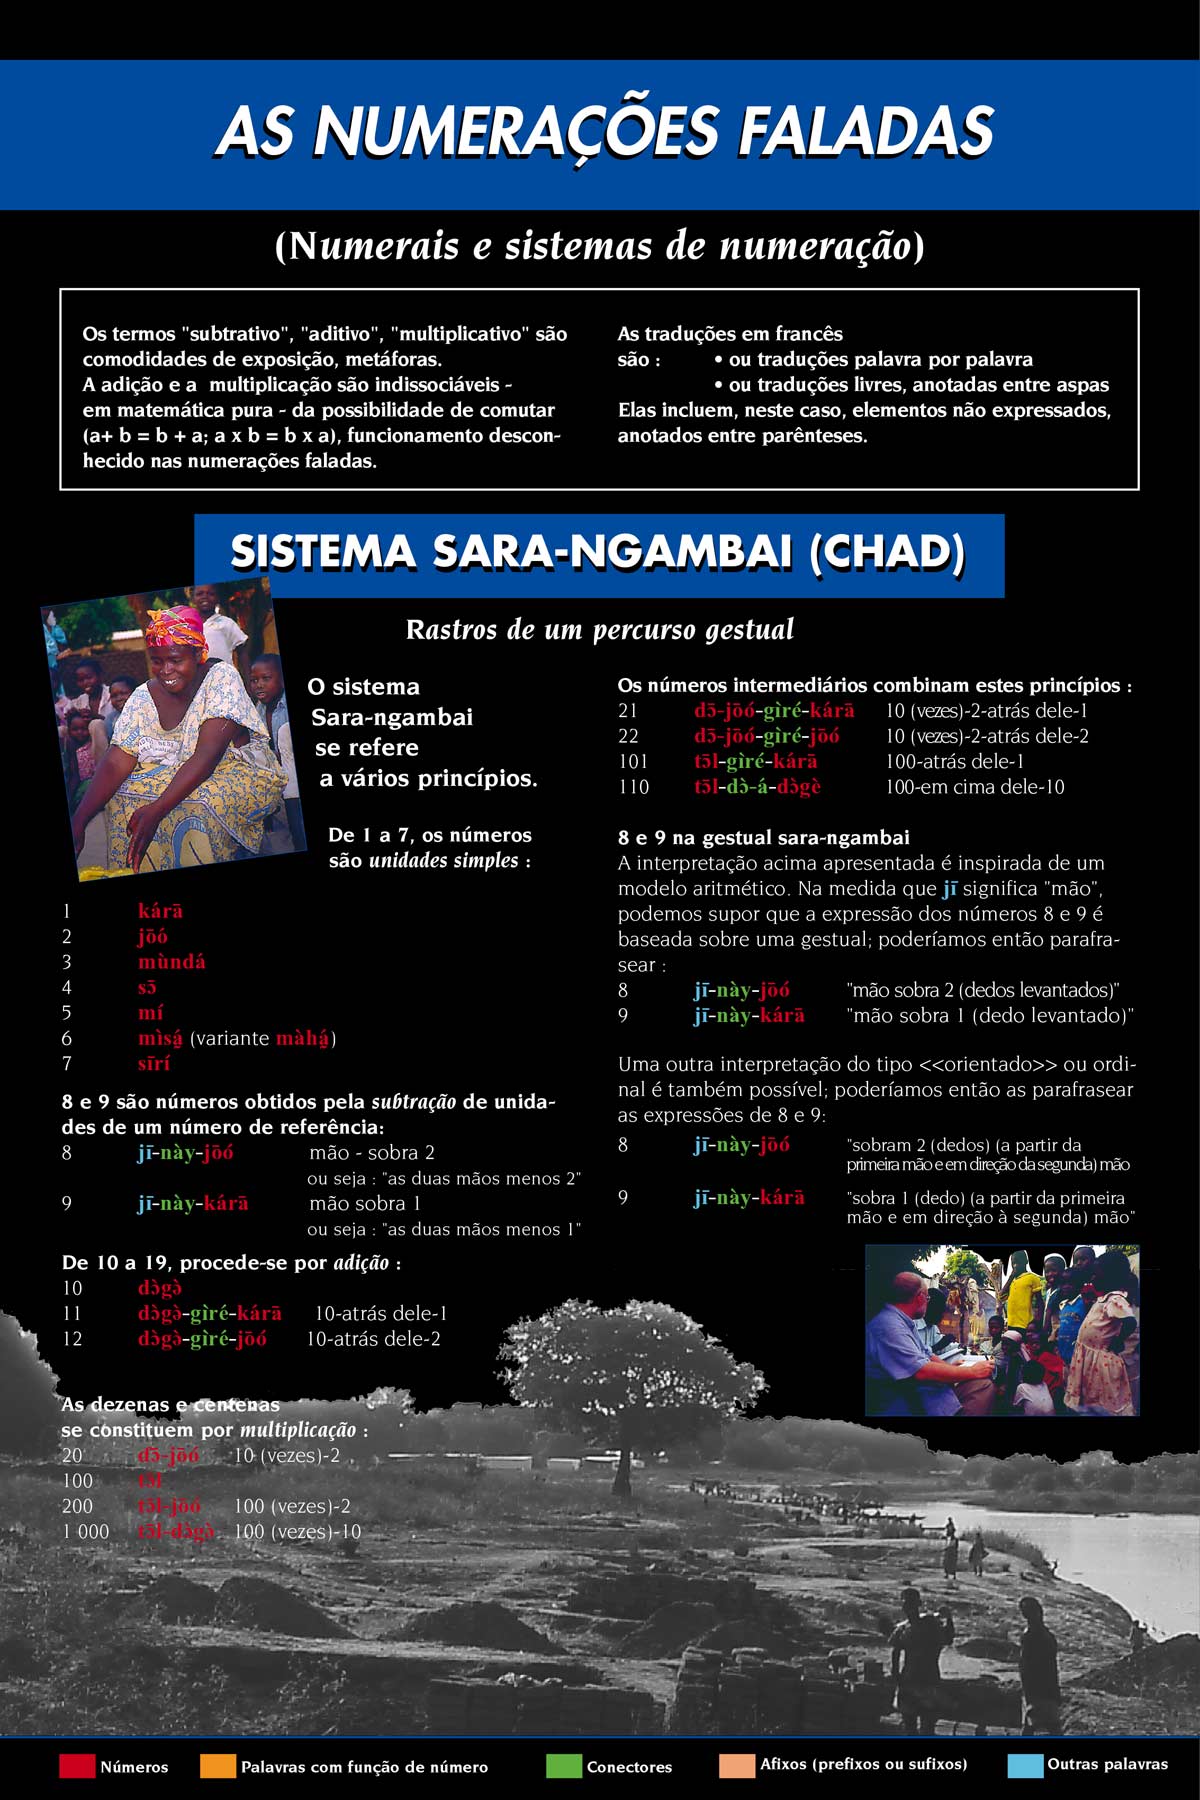 AS NUMERAÇÕES FALADAS
(Numerais e sistemas de numeração)
Os termos "subtrativo", "aditivo", "multiplicativo" são
comodidades de exposição, metáforas.
A adição e a multiplicação são indissociáveis -
em matemática pura - da possibilidade de comutar
(a+ b = b + a; a x b = b x a), funcionamento descon-
hecido nas numerações faladas.
As traduções em francês
são : • ou traduções palavra por palavra
• ou traduções livres, anotadas entre aspas
Elas incluem, neste caso, elementos não expressados,
anotados entre parênteses.
SISTEMA SARA-NGAMBAI (CHAD)
Rastros de um percurso gestual
O sistema
Sara-ngambai
se refere
a vários princípios.
De 1 a 7, os números
são unidades simples :
1 kárā
2 jōó
3 mùndá
4 sɔ̄
5 mí
6 mìsá̰ (variante màhá̰)
7 sīrí
8 e 9 são números obtidos pela subtração de unida-
des de um número de referência:
8 jī-này-jōó mão - sobra 2
ou seja : "as duas mãos menos 2"
9 jī-này-kárā mão sobra 1
ou seja : "as duas mãos menos 1"
De 10 a 19, procede-se por adição :
10 dɔ̀gə̀
11 dɔ̀gə̀-gìré-kárā 10-atrás dele-1
12 dɔ̀gə̀-gìré-jōó 10-atrás dele-2
As dezenas e centenas
se constituem por multiplicação :
20 dɔ̄-jōó 10 (vezes)-2
100 tɔ̄l
200 tɔ̄l-jōó 100 (vezes)-2
1 000 tɔ̄l-dɔ̀gə̀ 100 (vezes)-10
Os números intermediários combinam estes princípios :
21 dɔ̄-jōó-gìré-kárā 10 (vezes)-2-atrás dele-1
22 dɔ̄-jōó-gìré-jōó 10 (vezes)-2-atrás dele-2
101 tɔ̄l-gìré-kárā 100-atrás dele-1
110 tɔ̄l-dɔ̀-á-dɔ̀gè 100-em cima dele-10
8 e 9 na gestual sara-ngambai
A interpretação acima apresentada é inspirada de um
modelo aritmético. Na medida que jī significa "mão",
podemos supor que a expressão dos números 8 e 9 é
baseada sobre uma gestual; poderíamos então parafra-
sear :
8 jī-này-jōó "mão sobra 2 (dedos levantados)"
9 jī-này-kárā "mão sobra 1 (dedo levantado)"
Uma outra interpretação do tipo <<orientado>> ou ordi-
nal é também possível; poderíamos então as parafrasear
as expressões de 8 e 9:
8 jī-này-jōó "sobram 2 (dedos) (a partir da
primeira mão e em direção da segunda) mão
9 jī-này-kárā "sobra 1 (dedo) (a partir da primeira
mão e em direção à segunda) mão"
Números
Palavras com função de número
Conectores
Afixos (prefixos ou sufixos)
Outras palavras